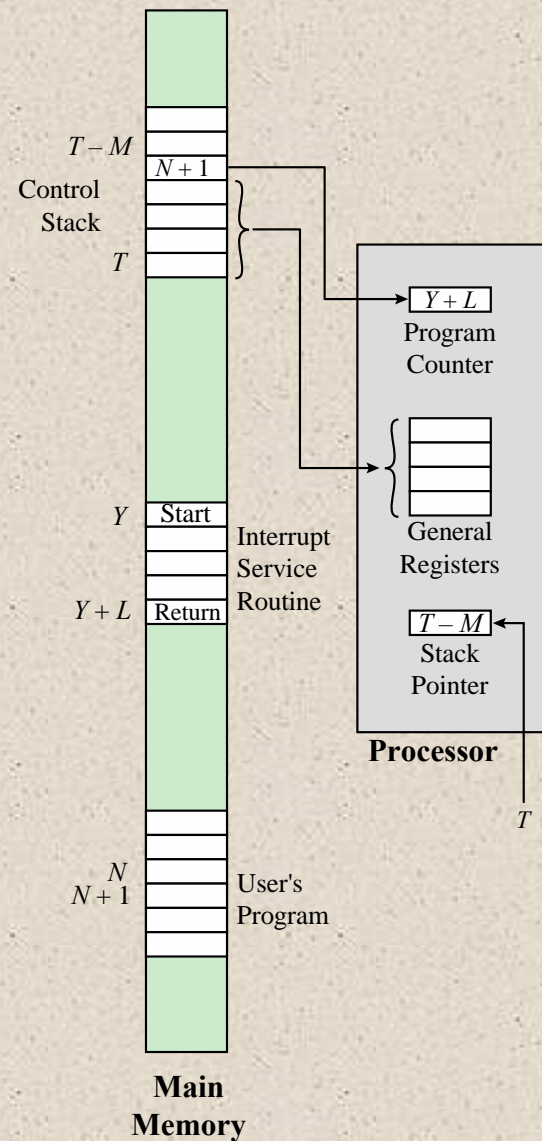 T – M
N + 1
Control
Stack
T
Y + L
Program
Counter
Y
Start
Interrupt
Service
Routine
General
Registers
Y + L
Return
T – M
Stack
Pointer
Processor
T
N
N + 1
User's
Program
Main
Memory